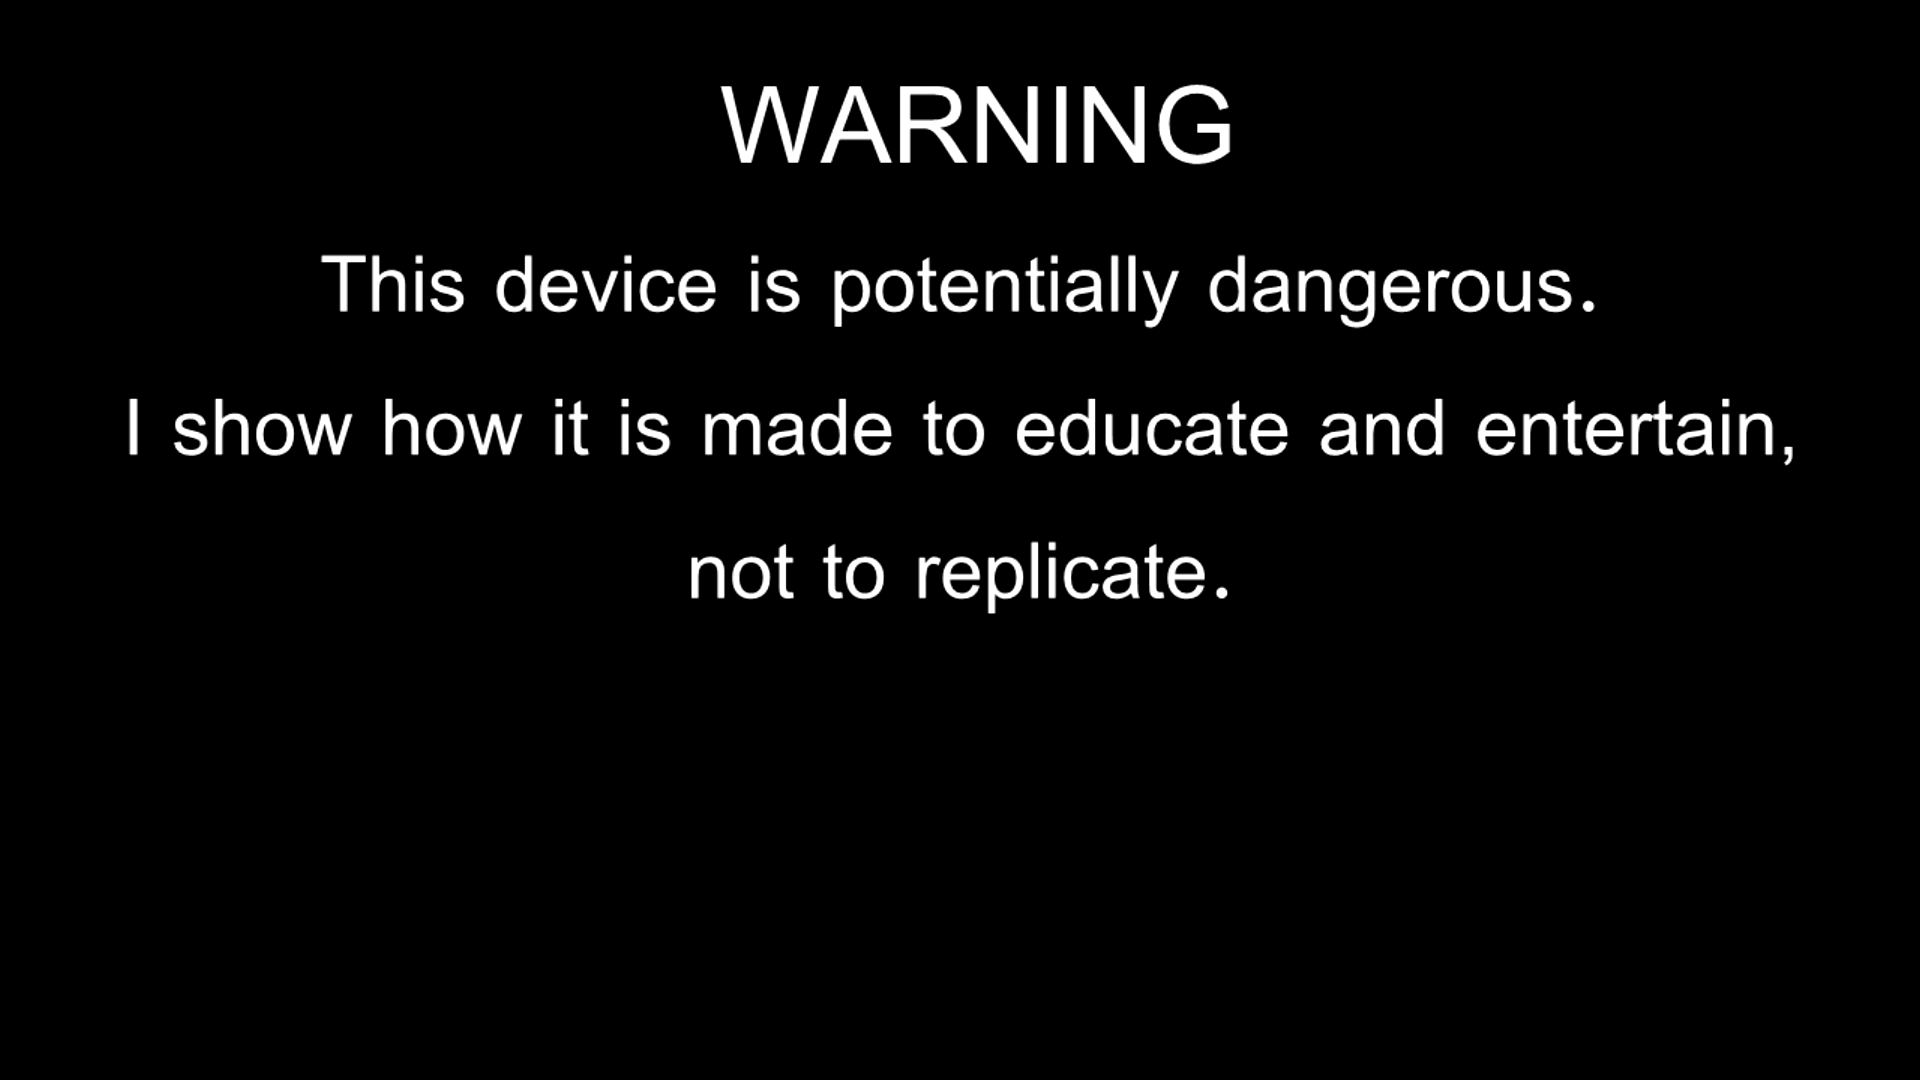 WARNING
This device is potentially dangerous.
I show how it is made to educate and entertain,
not to replicate.